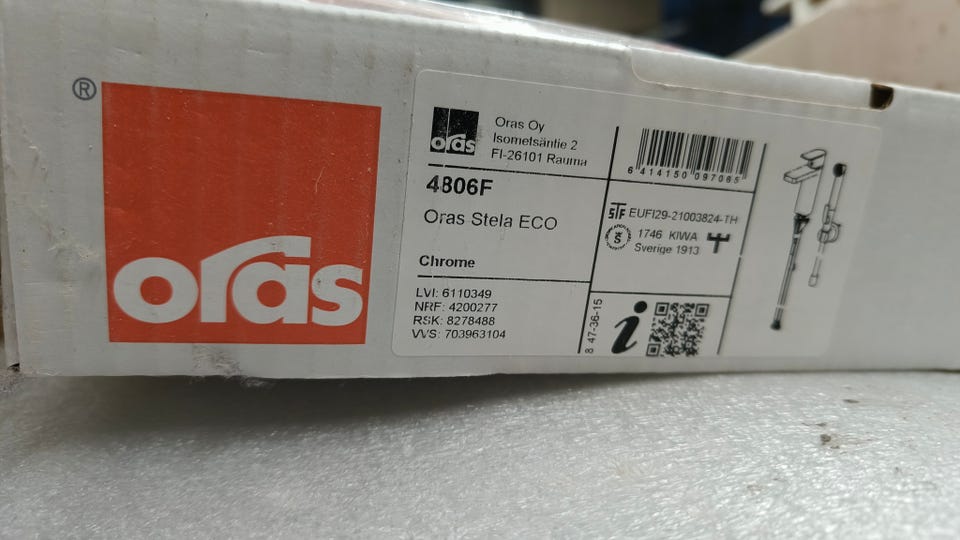 ®
oras
oras
Oras Oy
Isometsäntie 2
FI-26101 Rauma
4806F
Oras Stela ECO
Chrome
LVI: 6110349
NRF: 4200277
RSK: 8278488
VVS: 703963104
6 414150 097065
STF EUFI29-21003824-TH
1746 KIWA
Sverige 1913
8 47-36-15
i